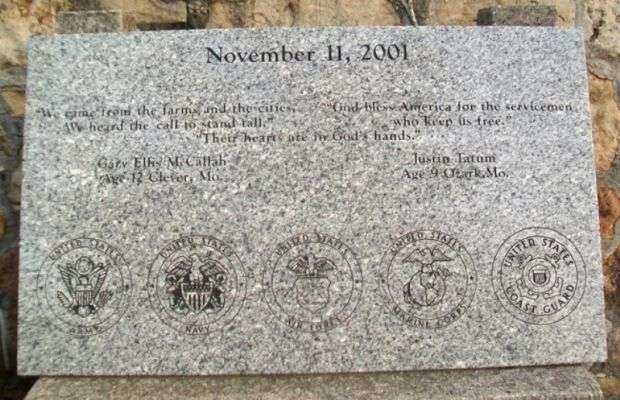 November 11, 2001
"We came from the farms and the cities,
We heard the call to stand tall."
"God bless America for the servicemen
who keep us free."
"Their hearts are in God's hands."
Gary Ellis
Age 12 Clever, Mo.
Justin Tatum
Age 9 Ozark, Mo.
UNITED STATES
ARMY
UNITED STATES
NAVY
UNITED STATES
AIR
UNITED STATES
MARINE CORPS
UNITED STATES
COAST GUARD